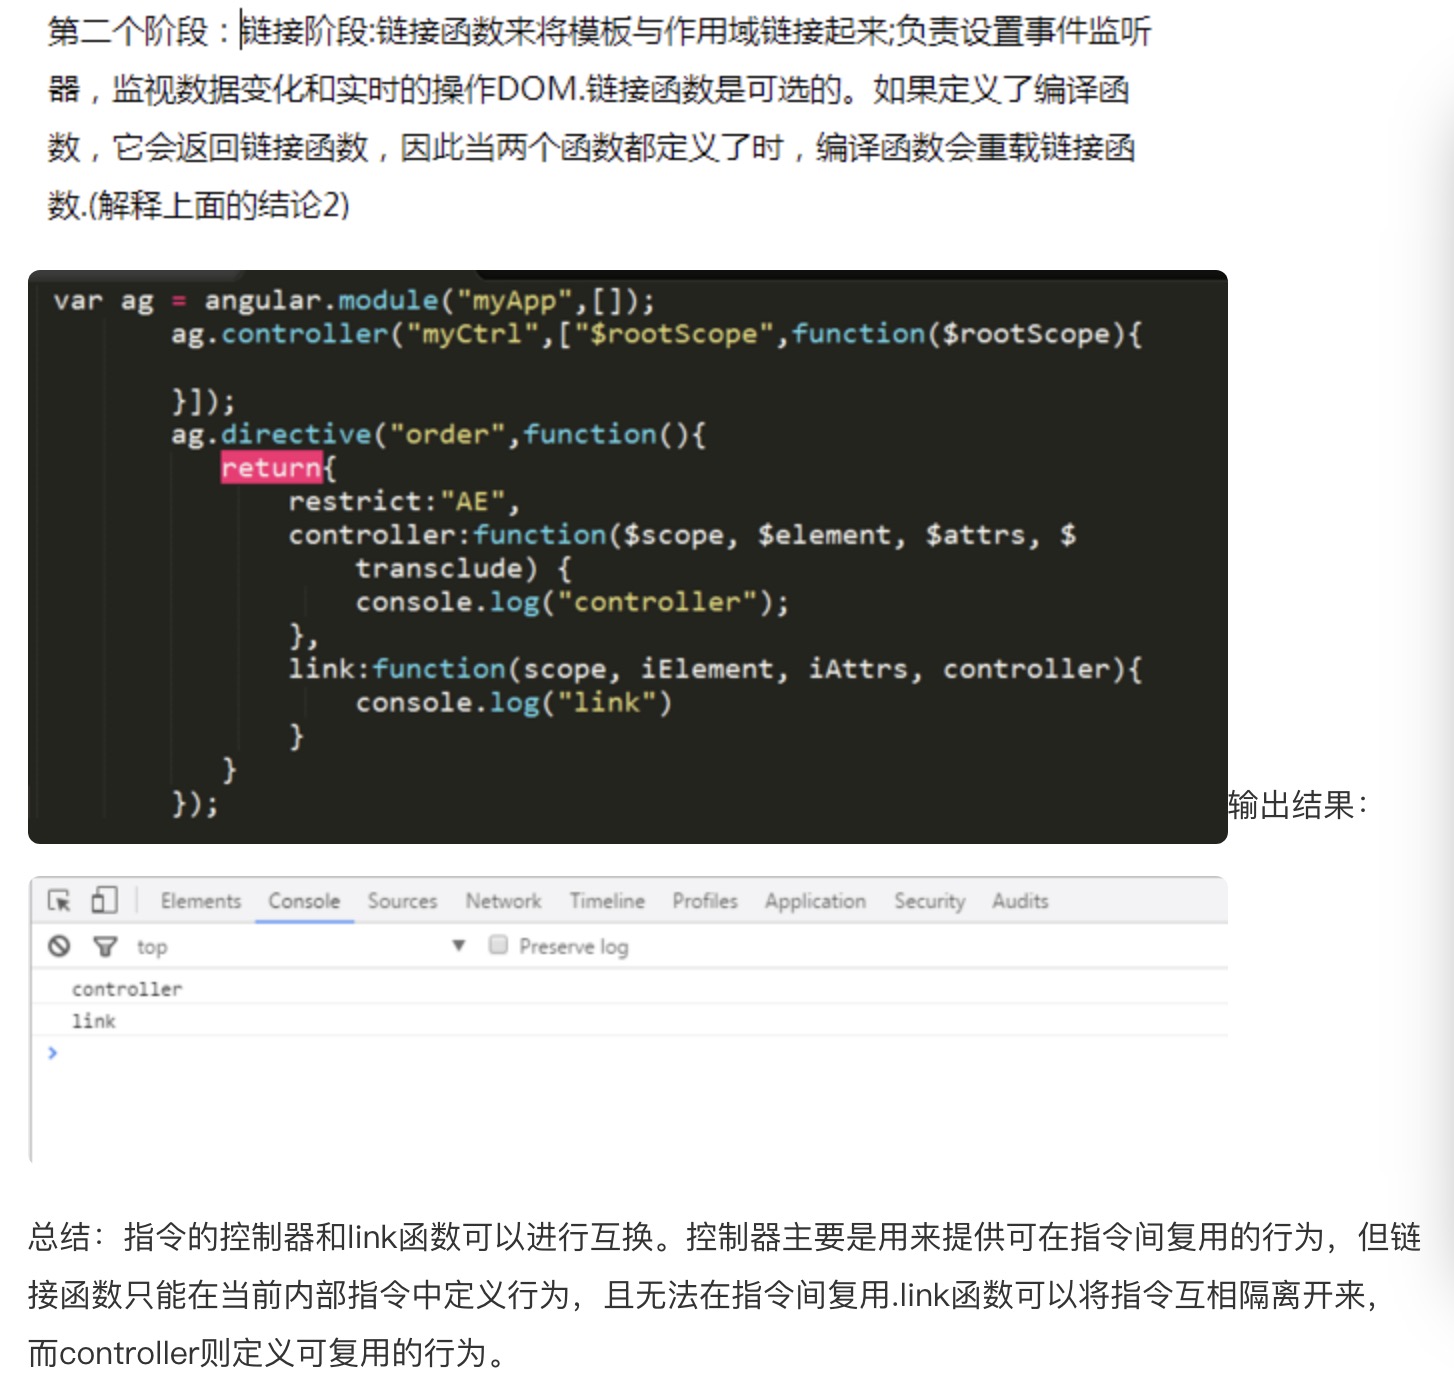 第二个阶段：链接阶段:链接函数来将模板与作用域链接起来;负责设置事件监听
器，监视数据变化和实时的操作DOM.链接函数是可选的。如果定义了编译函
数，它会返回链接函数，因此当两个函数都定义了时，编译函数会重载链接函
数.(解释上面的结论2)
var ag = angular.module("myApp",[]);
ag.controller("myCtrl",["$rootScope",function($rootScope){
}]);
ag.directive("order",function(){
return{
restrict:"AE",
controller:function($scope, $element, $attrs, $
transclude) {
console.log("controller");
},
link:function(scope, iElement, iAttrs, controller){
console.log("link")
}
}
});
输出结果：
Elements Console Sources Network Timeline Profiles Application Security Audits
top Preserve log
controller
link
总结：指令的控制器和link函数可以进行互换。控制器主要是用来提供可在指令间复用的行为，但链
接函数只能在当前内部指令中定义行为，且无法在指令间复用.link函数可以将指令互相隔离开来，
而controller则定义可复用的行为。